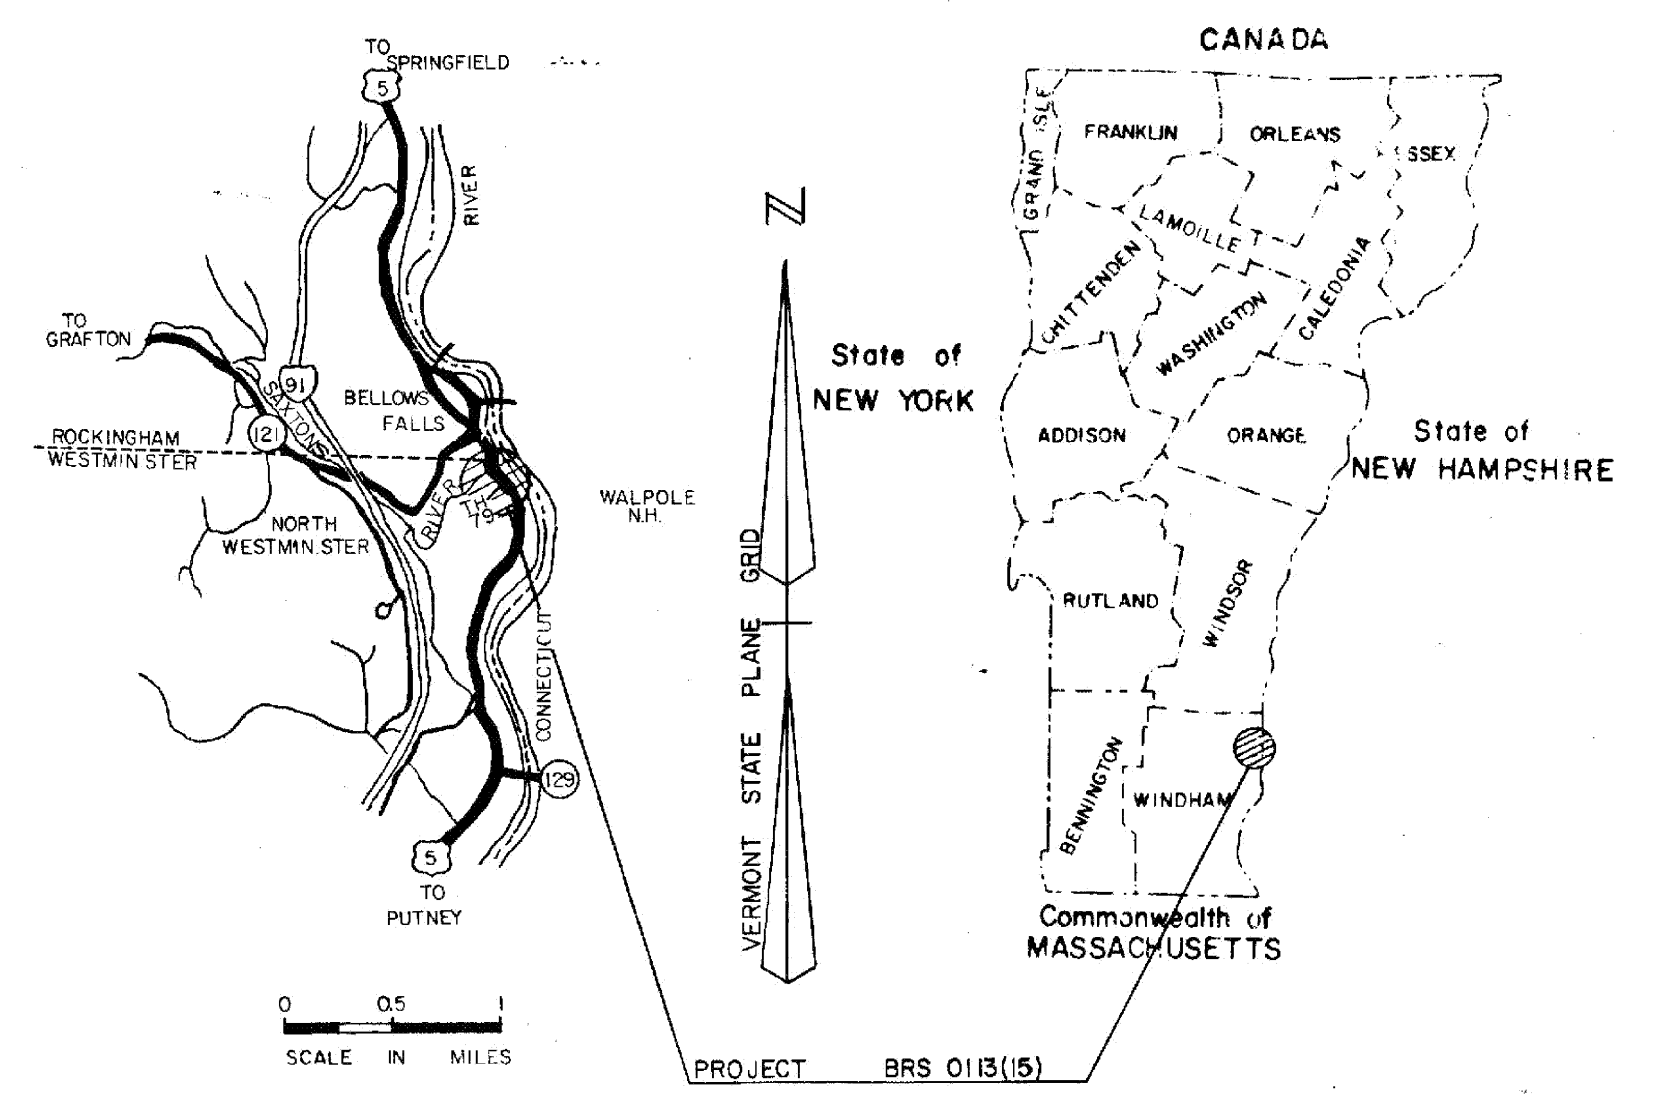 TO
SPRINGFIELD
5
RIVER
TO
GRAFTON
91
SAXTONS
BELLOWS
FALLS
121
ROCKINGHAM
WESTMINSTER
RIVER
TH
79
NORTH
WESTMINSTER
WALPOLE
N.H.
CONNECTICUT
129
5
TO
PUTNEY
0 0.5 1
SCALE IN MILES
N
VERMONT STATE PLANE GRID
CANADA
GRAND ISLE
FRANKLIN
ORLEANS
SSEX
LAMOILLE
CHITTENDEN
WASHINGTON
CALEDONIA
State of
NEW YORK
ADDISON
ORANGE
State of
NEW HAMPSHIRE
RUTLAND
WINDSOR
BENNINGTON
WINDHAM
Commonwealth of
MASSACHUSETTS
PROJECT BRS 0113(15)